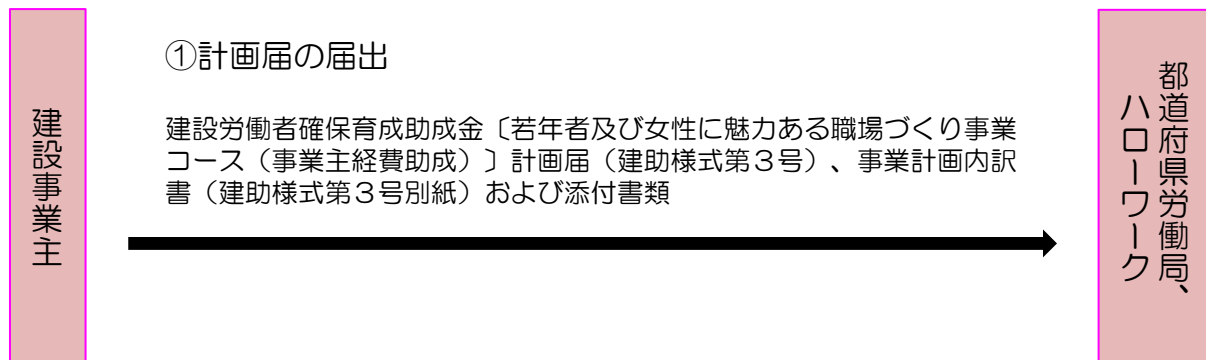 建設事業主
①計画届の届出
建設労働者確保育成助成金〔若年者及び女性に魅力ある職場づくり事業
コース（事業主経費助成）〕計画届（建助様式第３号）、事業計画内訳
書（建助様式第３号別紙）および添付書類
都道府県労働局、
ハローワーク